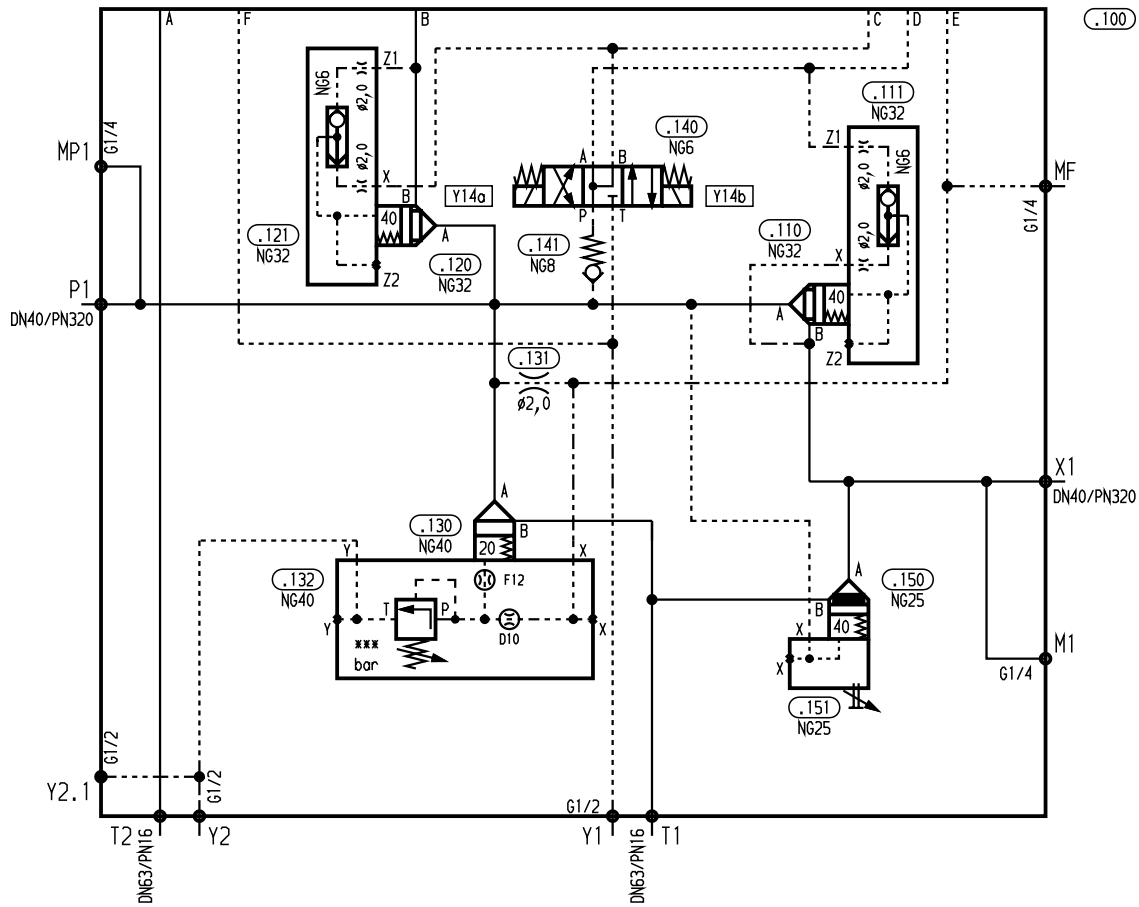 A
F
B
C
D
E
.100
Z1
NG6
ø2,0
.111
NG32
G1/4
MP1
ø2,0
X
B
40
A
Z2
.121
NG32
Y14a
.120
NG32
A
B
P
T
.140
NG6
Y14b
.141
NG8
Z1
ø2,0
NG6
MF
G1/4
.110
NG32
X
ø2,0
40
A
B
Z2
P1
DN40/PN320
.131
ø2,0
X1
DN40/PN320
A
.130
NG40
B
20
Y
X
.132
NG40
F12
T
P
Y
D10
X
***
bar
A
.150
NG25
B
40
X
X
M1
G1/4
.151
NG25
G1/2
Y2.1
G1/2
G1/2
T2
DN63/PN16
Y2
Y1
DN63/PN16
T1